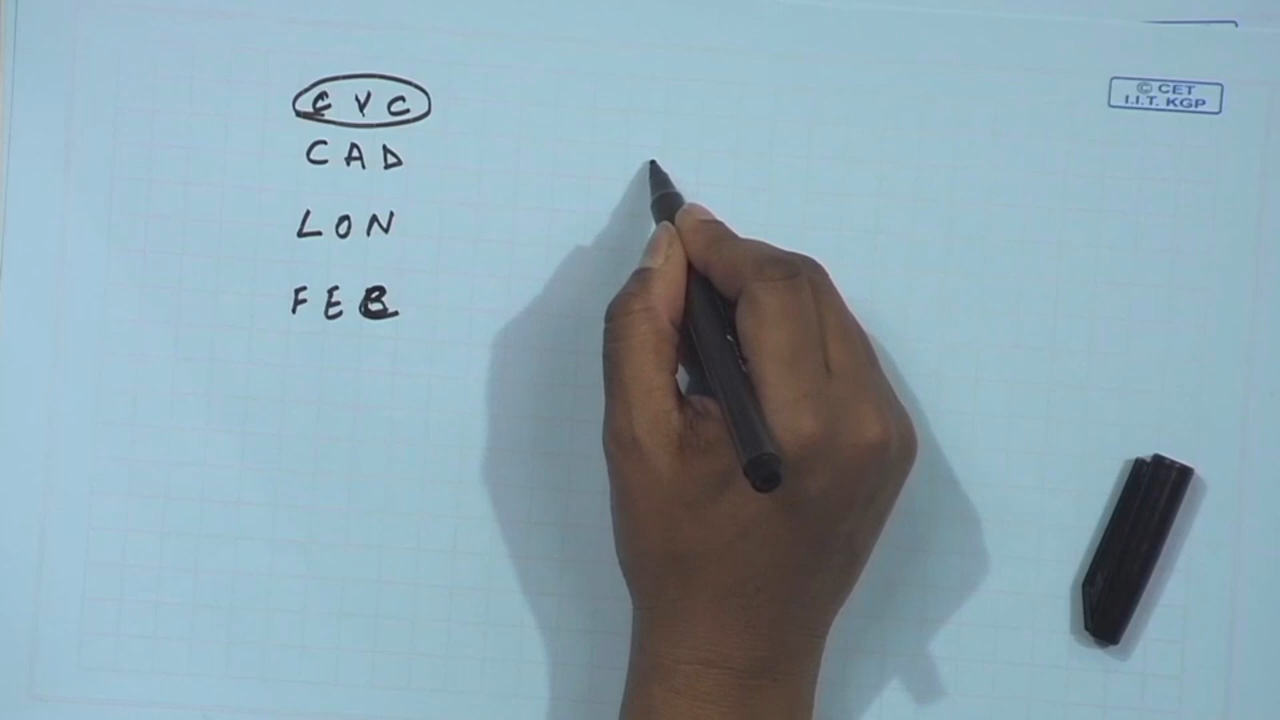 CVC
CAD
LON
FEB
© CET
I.I.T. KGP